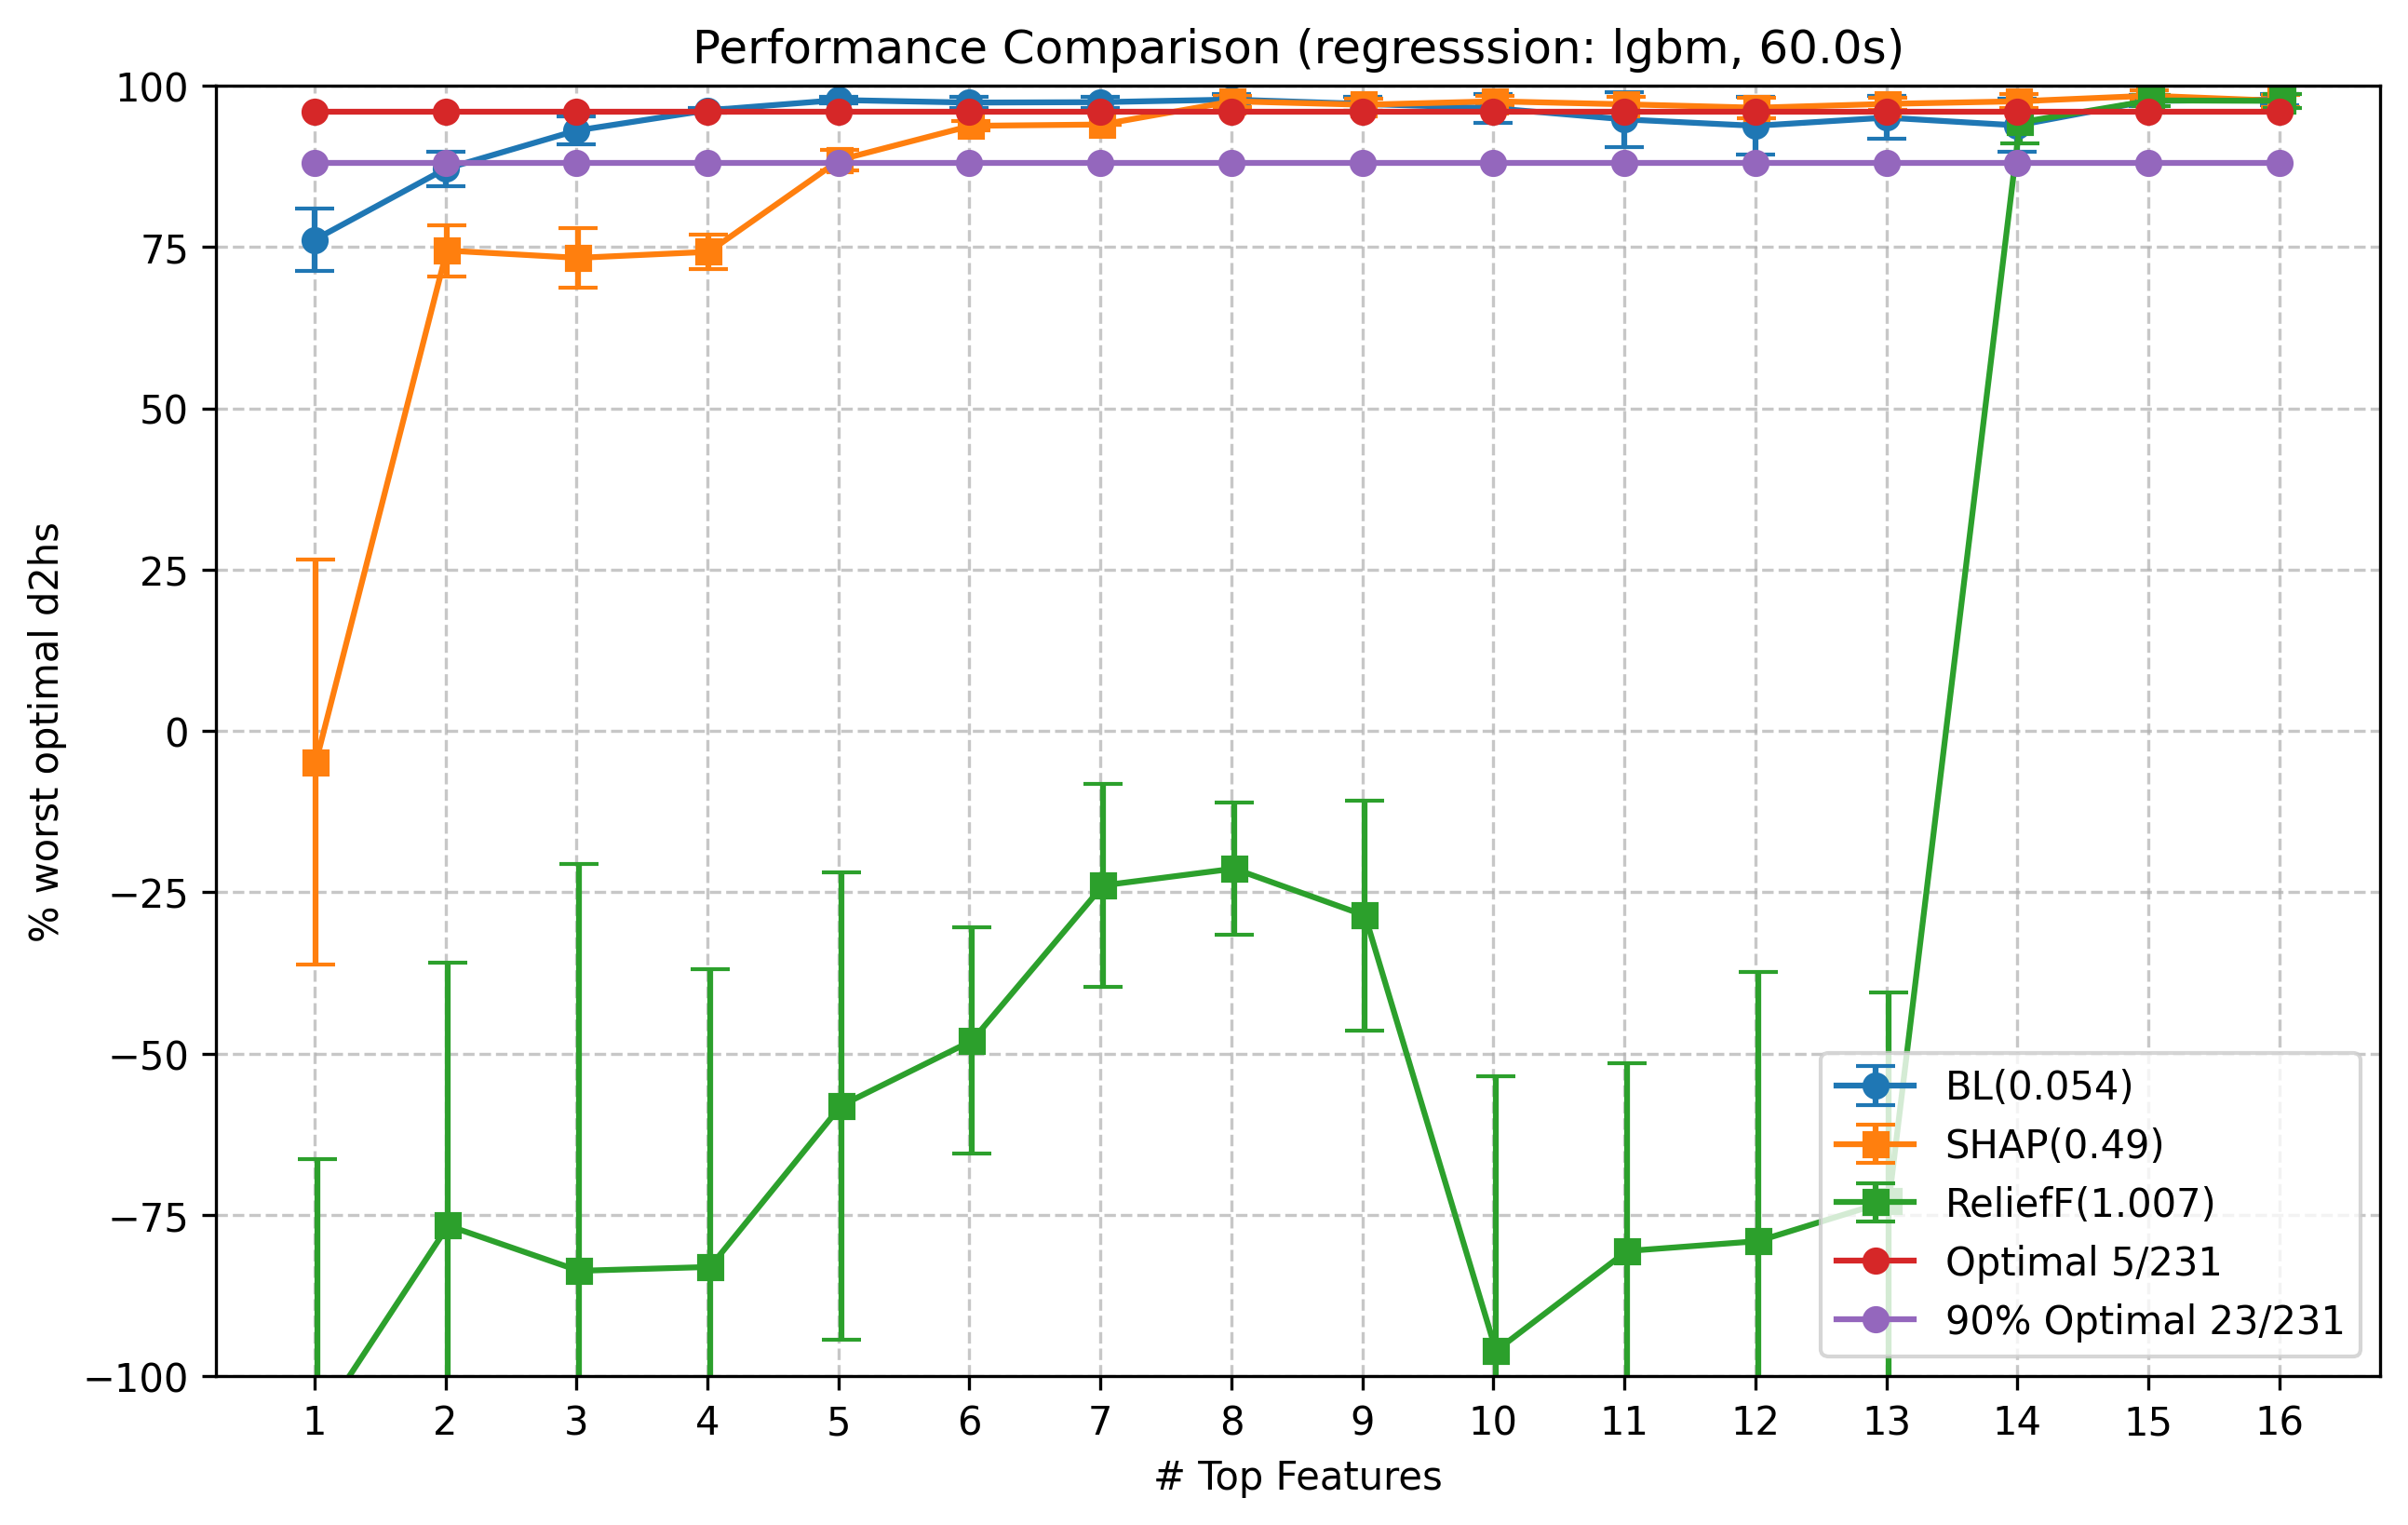 Performance Comparison (regresssion: lgbm, 60.0s)
100
75
50
25
0
−25
−50
−75
−100
% worst optimal d2hs
1 2 3 4 5 6 7 8 9 10 11 12 13 14 15 16
# Top Features
BL(0.054)
SHAP(0.49)
ReliefF(1.007)
Optimal 5/231
90% Optimal 23/231